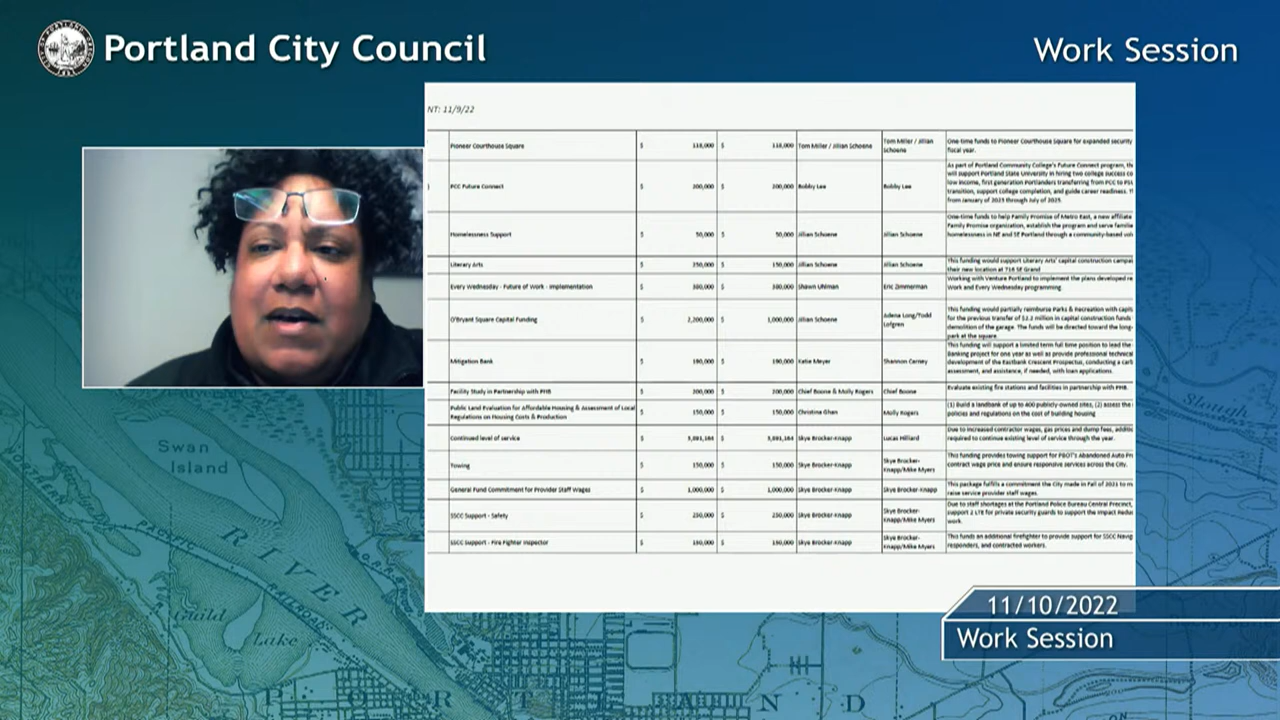 Portland City Council
Work Session
NT: 11/9/22
Pioneer Courthouse Square $ $ Tom Miller / Jillian Schoene Tom Miller / Jillian
Schoene
One-time funds to Pioneer Courthouse Square for expanded security
fiscal year.
PCC Future Connect $ 200,000 $ 200,000 Bobby Lee Bobby Lee
As part of Portland Community College's Future Connect program, th
will support Portland State University in hiring two college success co
low income, first generation Portlanders transferring from PCC to PSU
transition, support college completion, and guide career readiness. T
from January of 2023 through July of 2025.
Homelessness Support $ 50,000 $ 50,000 Jillian Schoene Jillian Schoene
One-time funds to help Family Promise of Metro East, a new affiliate
Family Promise organization, establish the program and serve familie
homelessness in NE and SE Portland through a community-based
Literary Arts $ $ Jillian Schoene Jillian Schoene
This funding would support Literary Arts' capital construction campai
their new location at 716 SE Grand
Every Wednesday - Future of Work - Implementation $ 300,000 $ 300,000 Shawn Uhlman Eric Zimmerman
Working with Venture Portland to implement the plans developed
Work and Every Wednesday programming.
O'Bryant Square Capital Funding $ 2,200,000 $ 1,000,000 Jillian Schoene Adena Long/Todd
Lofgren
This funding would partially reimburse Parks & Recreation with capit
for the previous transfer of $2.2 million in capital construction funds
demolition of the garage. The funds will be directed toward the long-
park at the square.
Mitigation Bank $ 190,000 $ 190,000 Katie Meyer Shannon Carney
This funding will support a limited term full time position to lead the
Banking project for one year as well as provide professional technical
development of the Eastbank Crescent Prospectus, conducting a
assessment, and assistance, if needed, with loan applications.
Facility Study in Partnership with PHB $ 200,000 $ 200,000 Chief Boone & Molly Rogers Chief Boone
Evaluate existing fire stations and facilities in partnership with PHB.
Public Land Evaluation for Affordable Housing & Assessment of Local
Regulations on Housing Costs & Production $ 150,000 $ 150,000 Christina Ghan Molly Rogers
(1) Build a landbank of up to 400 publicly owned sites, (2) assess the
policies and regulations on the cost of building housing
Continued level of service $ $ Skye Brocker-Knapp Lucas Hilliard
Due to increased contractor wages, gas prices and dump fees, additio
required to continue existing level of service through the year.
Towing $ 150,000 $ 150,000 Skye Brocker-Knapp Skye Brocker-
Knapp/Mike Myers
This funding provides towing support for PBOT's Abandoned Auto Pro
contract wage price and ensure responsive services across the City.
General Fund Commitment for Provider Staff Wages $ 1,000,000 $ 1,000,000 Skye Brocker-Knapp Skye Brocker-Knapp
This package fulfills a commitment the City made in Fall of 2021 to
raise service provider staff wages.
SSCC Support - Safety $ 250,000 $ 250,000 Skye Brocker-Knapp Skye Brocker-
Knapp/Mike Myers
Due to staff shortages at the Portland Police Bureau Central Precinct,
support 2 LTE for private security guards to support the Impact Reduc
work.
SSCC Support - Fire Fighter Inspector $ $ Skye Brocker-Knapp Skye Brocker-
Knapp/Mike Myers
This funds an additional firefighter to provide support for SSCC Navig
responders, and contracted workers.
11/10/2022
Work Session
Swan
Island
Guild
Lake
Slough
VER
RAILROAD
P O R T L A N D